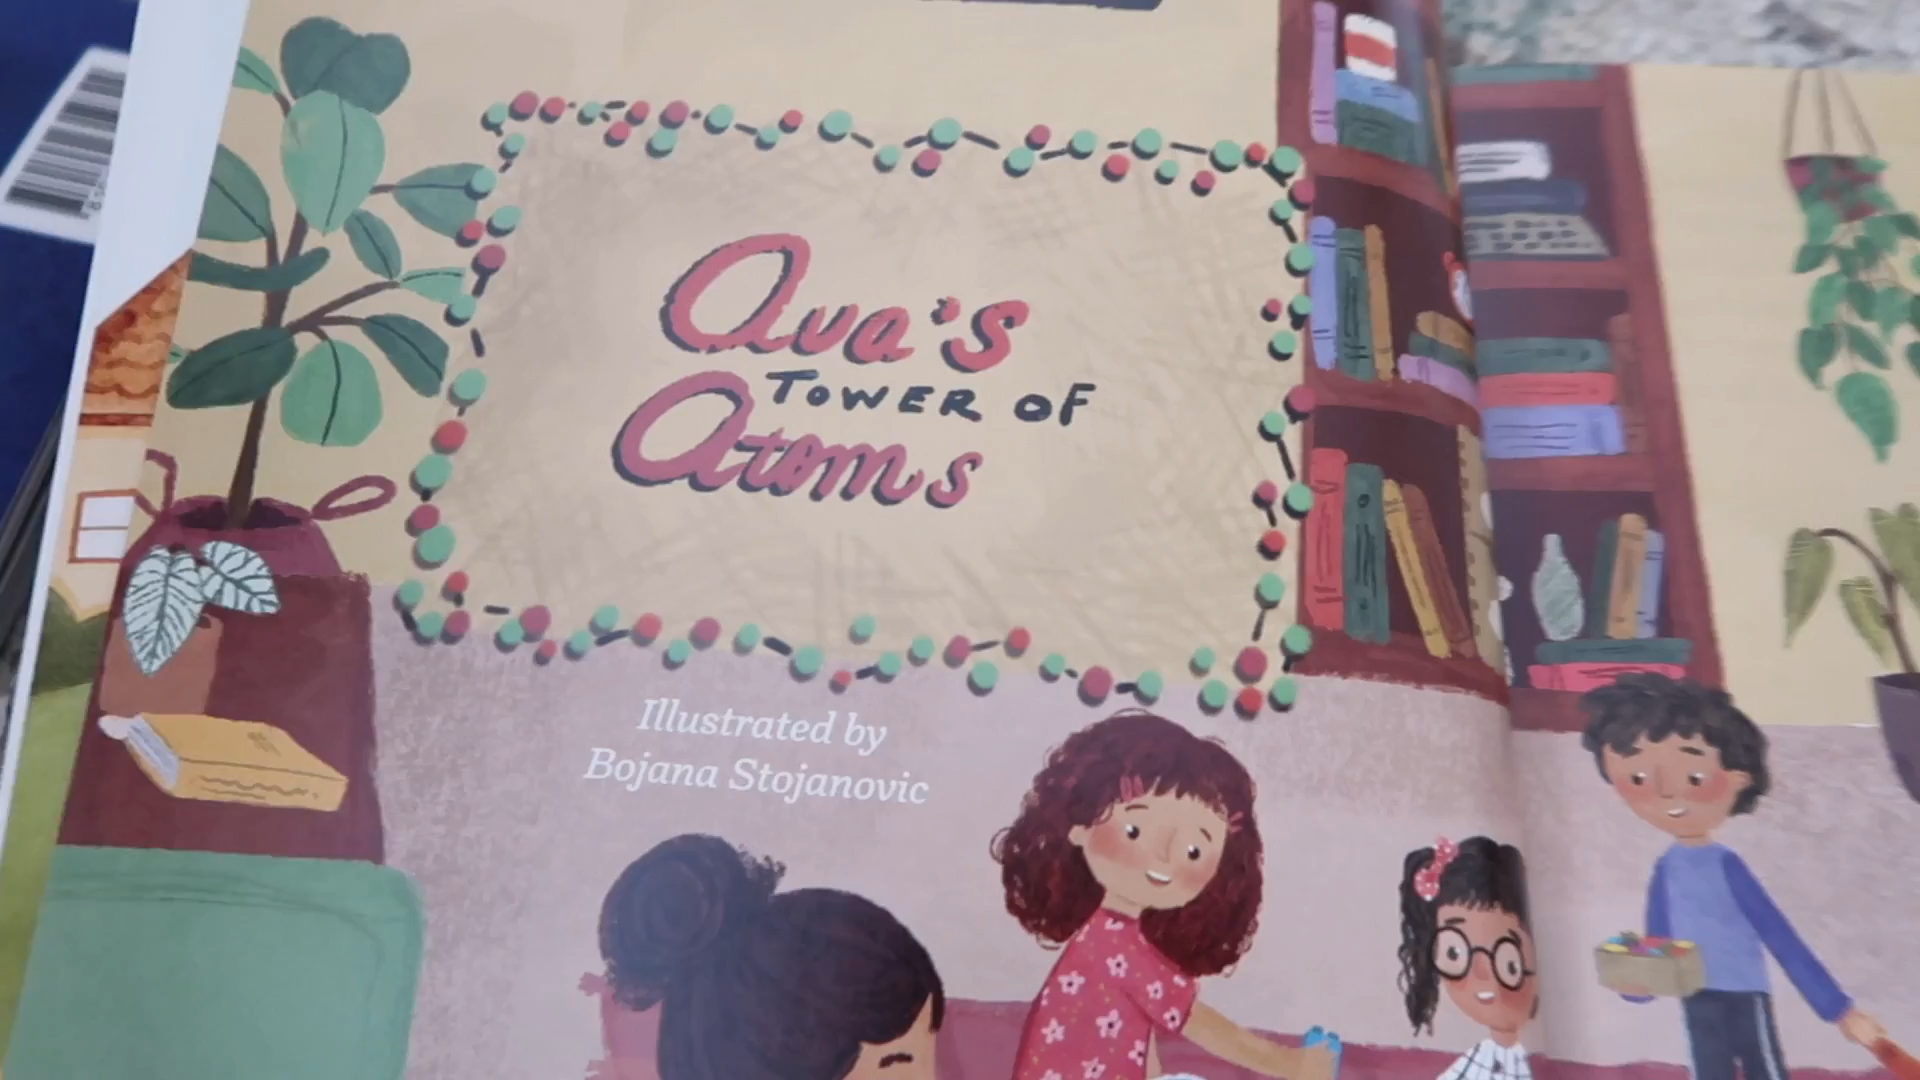 Ava's
TOWER OF
Atoms
Illustrated by
Bojana Stojanovic